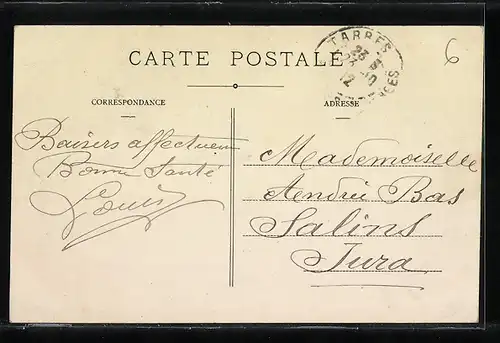 CARTE POSTALE
TARBES
6
CORRESPONDANCE
ADRESSE
Baisers affectueux
Bonne Santé
Louis
Mademoiselle
Andrée Bas
Salins
Jura